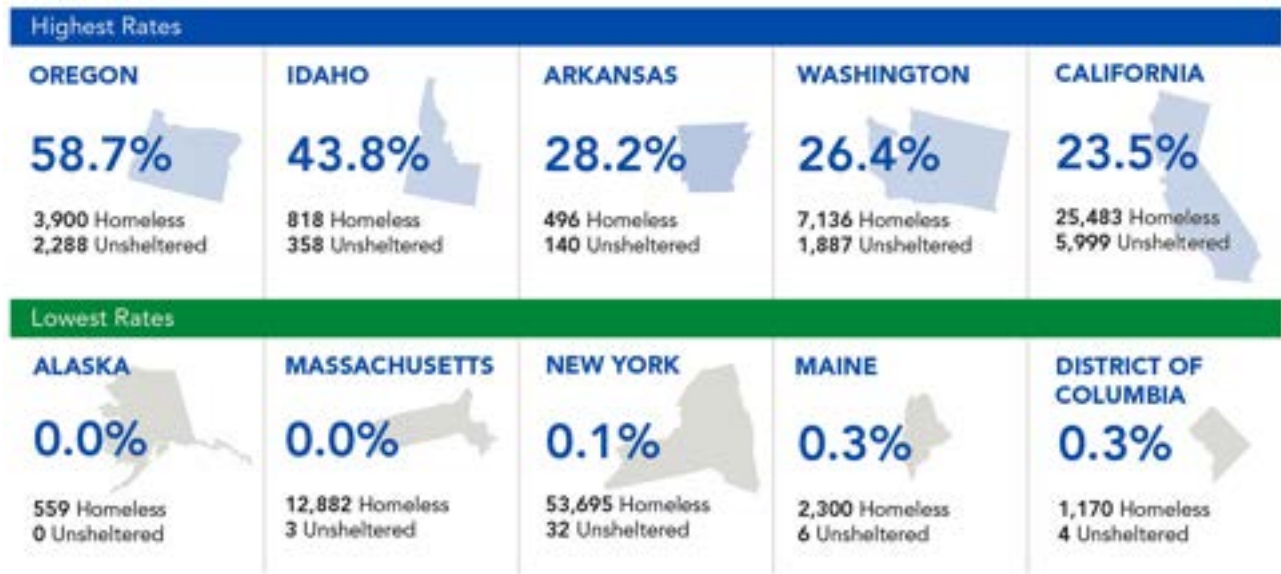 Highest Rates
OREGON
58.7%
3,900 Homeless
2,288 Unsheltered
IDAHO
43.8%
818 Homeless
358 Unsheltered
ARKANSAS
28.2%
496 Homeless
140 Unsheltered
WASHINGTON
26.4%
7,136 Homeless
1,887 Unsheltered
CALIFORNIA
23.5%
25,483 Homeless
5,999 Unsheltered
Lowest Rates
ALASKA
0.0%
559 Homeless
0 Unsheltered
MASSACHUSETTS
0.0%
12,882 Homeless
3 Unsheltered
NEW YORK
0.1%
53,695 Homeless
32 Unsheltered
MAINE
0.3%
2,300 Homeless
6 Unsheltered
DISTRICT OF
COLUMBIA
0.3%
1,170 Homeless
4 Unsheltered